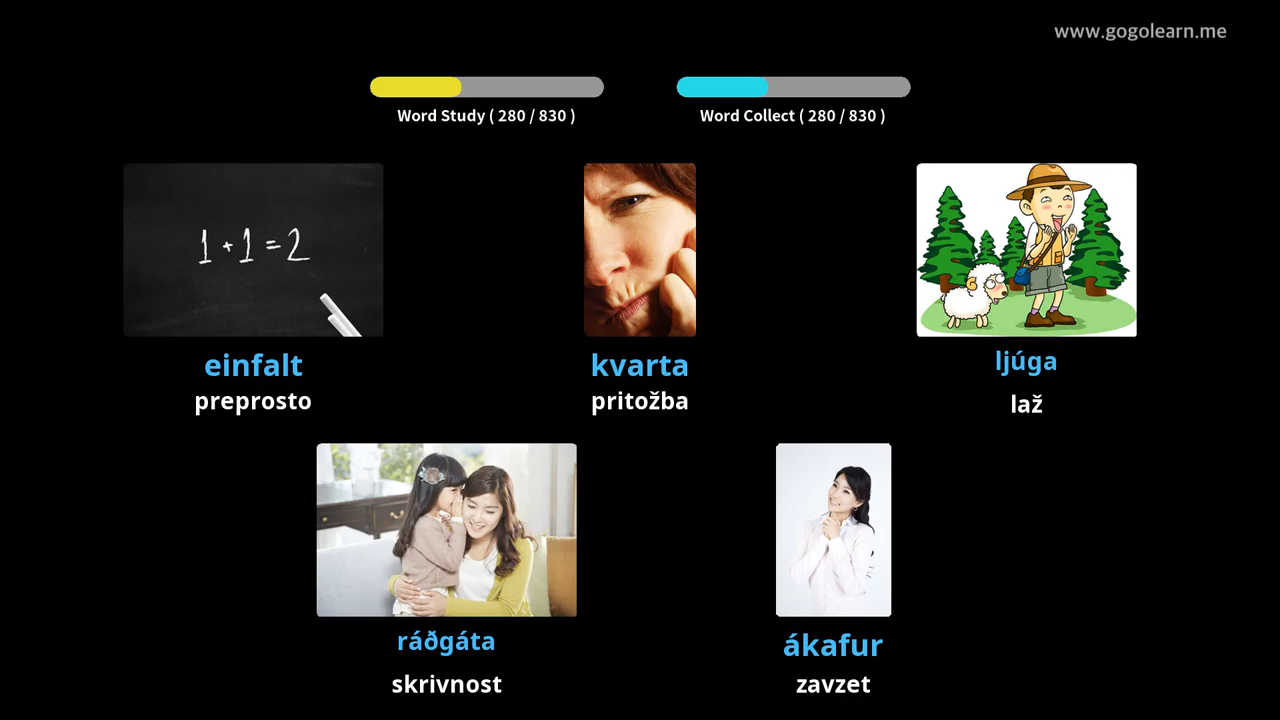 www.gogolearn.me
Word Study ( 280 / 830 )
Word Collect ( 280 / 830 )
1 + 1 = 2
einfalt
preprosto
kvarta
pritožba
ljúga
laž
ráðgáta
skrivnost
ákafur
zavzet